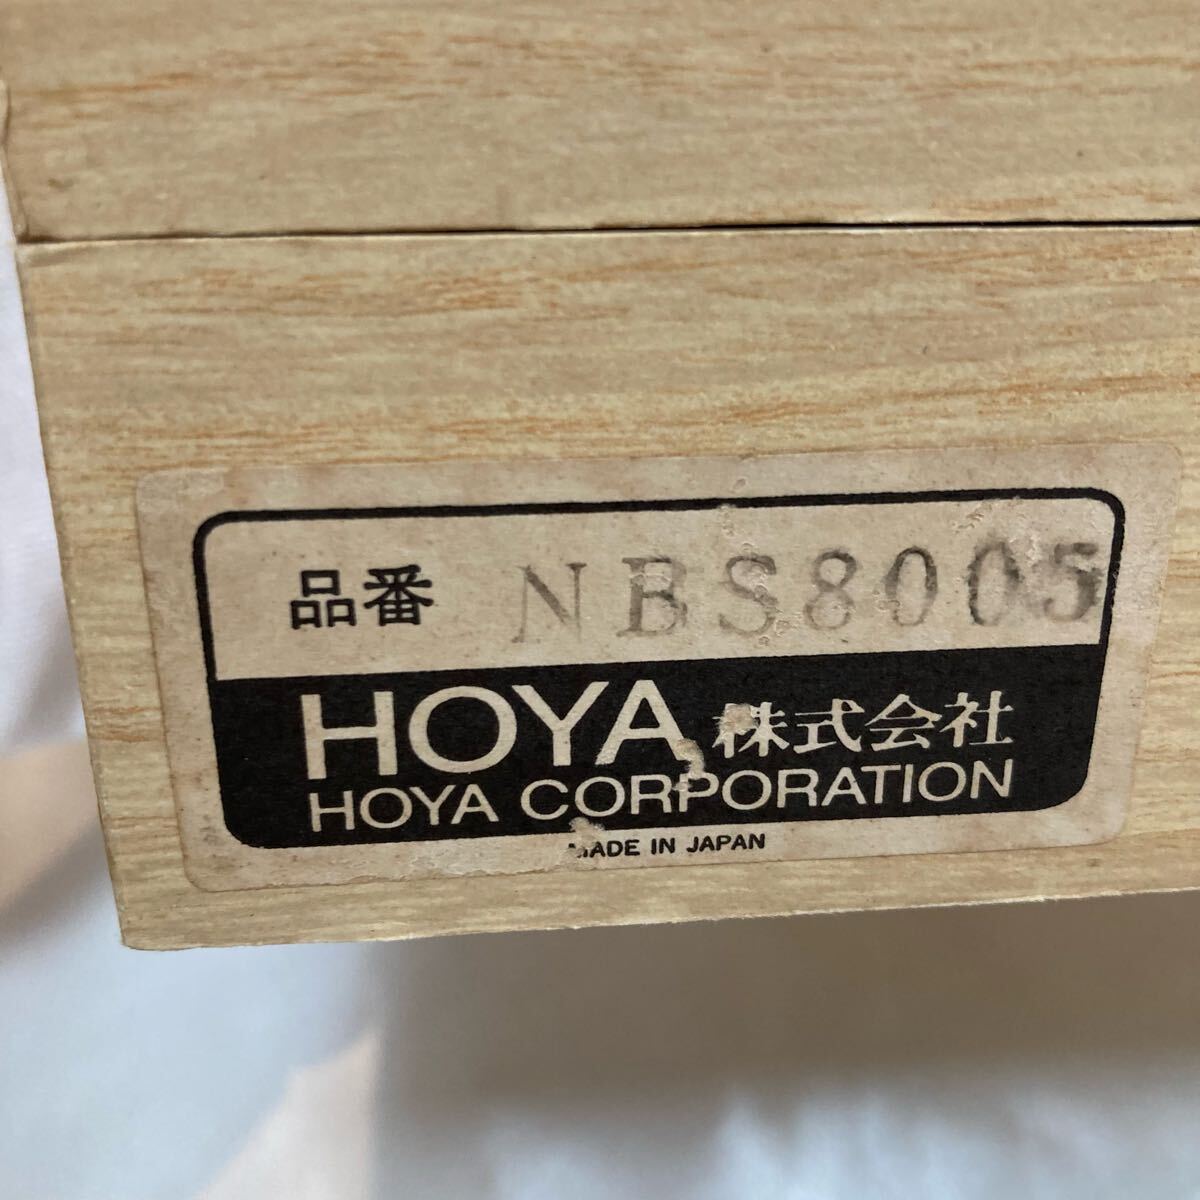 品番 NBS8005
HOYA 株式会社
HOYA CORPORATION
MADE IN JAPAN